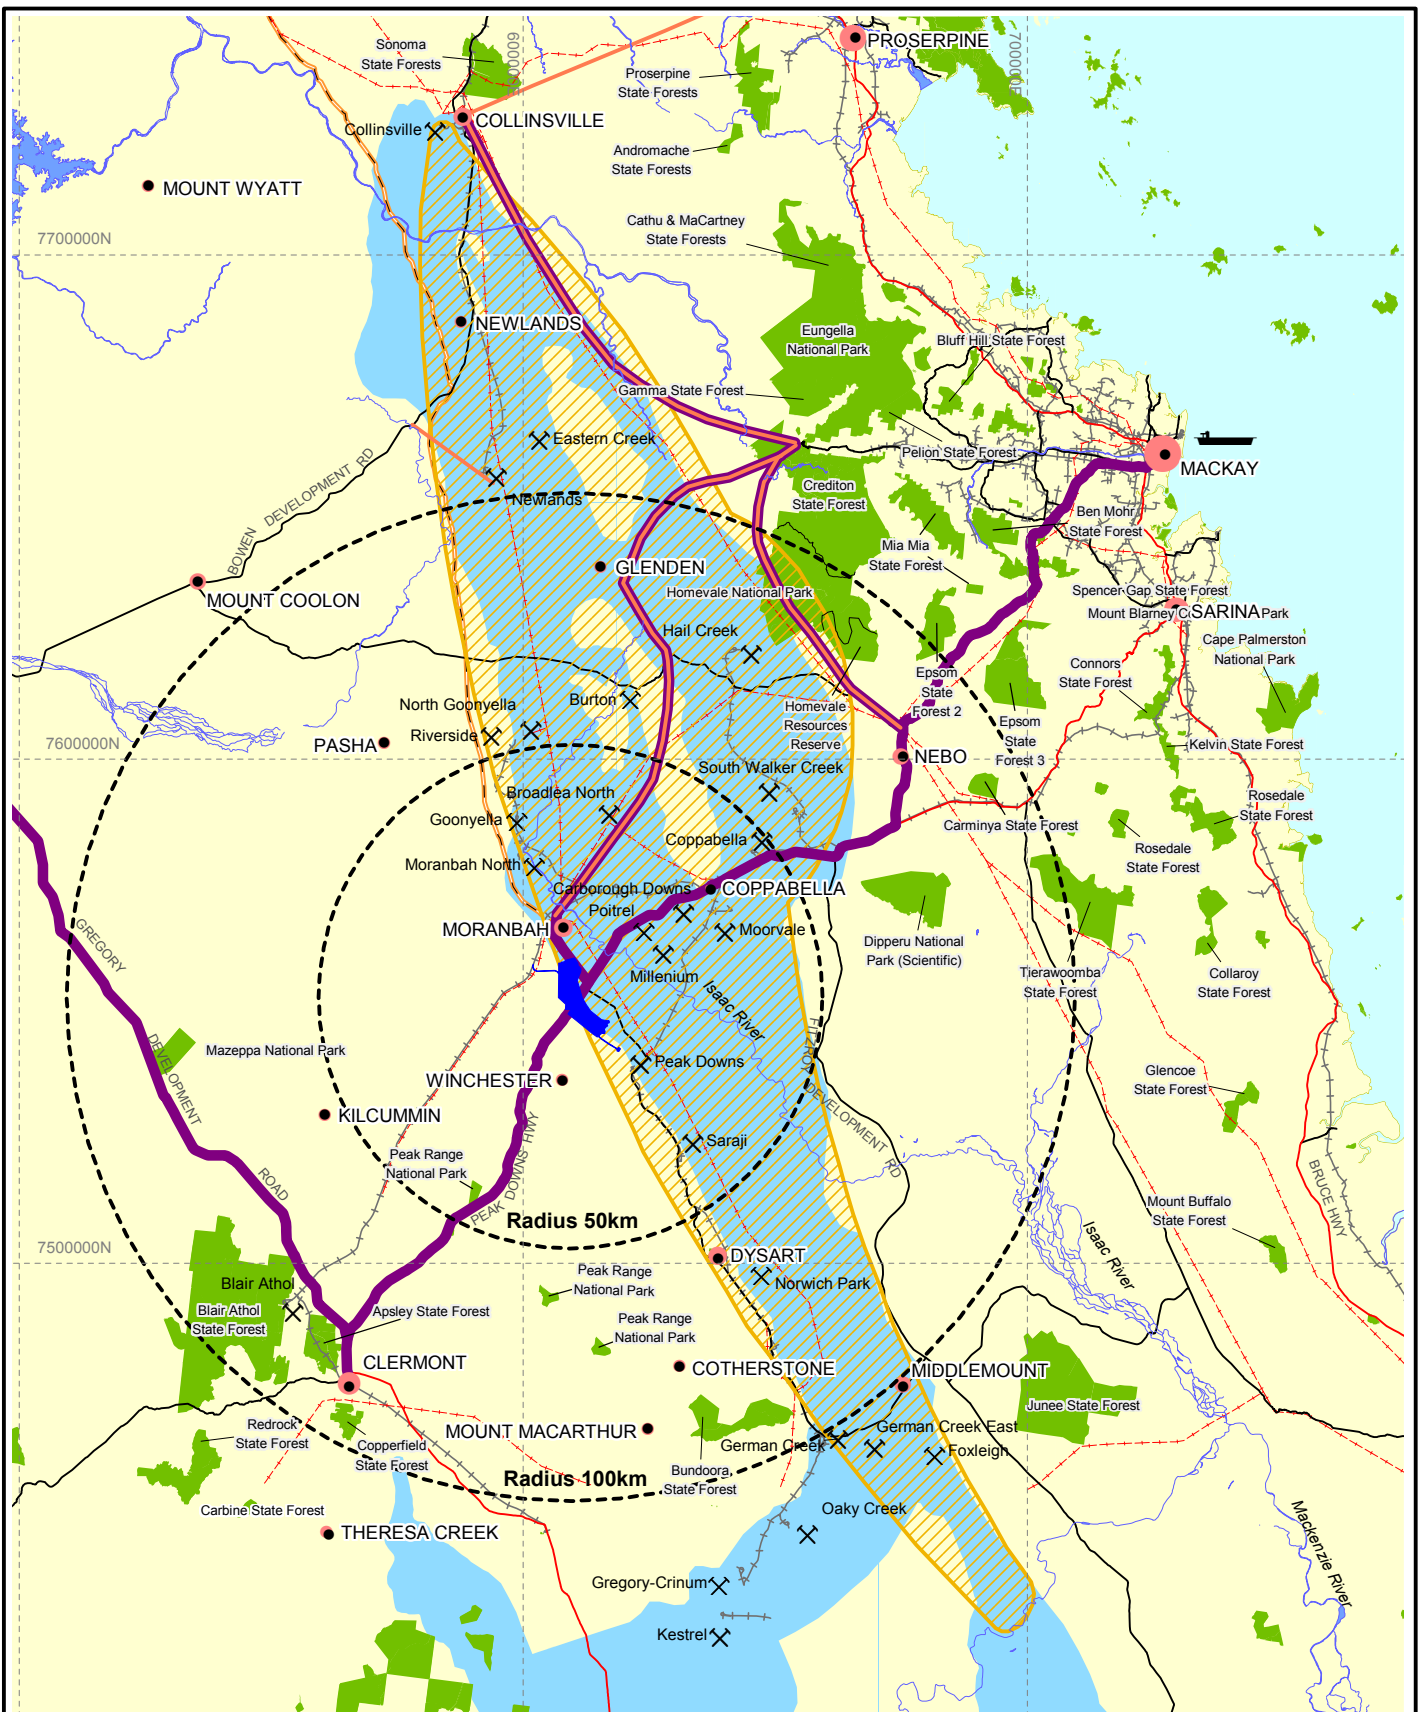 Sonoma
State Forests
600000E
Proserpine
State Forests
PROSERPINE
700000E
Collinsville
COLLINSVILLE
Andromache
State Forests
MOUNT WYATT
7700000N
Cathu & MacCartney
State Forests
NEWLANDS
Eungella
National Park
Bluff Hill State Forest
Gamma State Forest
Eastern Creek
Pelion State Forest
MACKAY
BOWEN DEVELOPMENT RD
Newlands
Crediton
State Forest
Ben Mohr
State Forest
Mia Mia
State Forest
GLENDEN
MOUNT COOLON
Homevale National Park
Spencer Gap State Forest
Mount Blarney C
Park
SARINA
Hail Creek
Cape Palmerston
National Park
Connors
State Forest
Epsom
State
Forest 2
Burton
North Goonyella
Riverside
Homevale
Resources
Reserve
Epsom
State
Forest 3
7600000N
PASHA
Kelvin State Forest
NEBO
South Walker Creek
Broadlea North
Goonyella
Rosedale
State Forest
Carminya State Forest
Coppabella
Rosedale
State Forest
Moranbah North
Carborough Downs
COPPABELLA
Poitrel
MORANBAH
Moorvale
GREGORY
Dipperu National
Park (Scientific)
Millenium
Tierawoomba
State Forest
Collaroy
State Forest
Isaac River
DEVELOPMENT
Mazeppa National Park
FITZROY DEVELOPMENT RD
Peak Downs
WINCHESTER
Glencoe
State Forest
KILCUMMIN
Saraji
Peak Range
National Park
PEAK DOWNS HWY
ROAD
BRUCE HWY
Mount Buffalo
State Forest
Radius 50km
Isaac River
7500000N
DYSART
Blair Athol
Peak Range
National Park
Norwich Park
Blair Athol
State Forest
Apsley State Forest
Peak Range
National Park
CLERMONT
COTHERSTONE
MIDDLEMOUNT
Junee State Forest
Redrock
State Forest
MOUNT MACARTHUR
German Creek East
Copperfield
State Forest
German Creek
Foxleigh
Radius 100km
Bundoora
State Forest
Carbine State Forest
Oaky Creek
THERESA CREEK
Mackenzie River
Gregory-Crinum
Kestrel